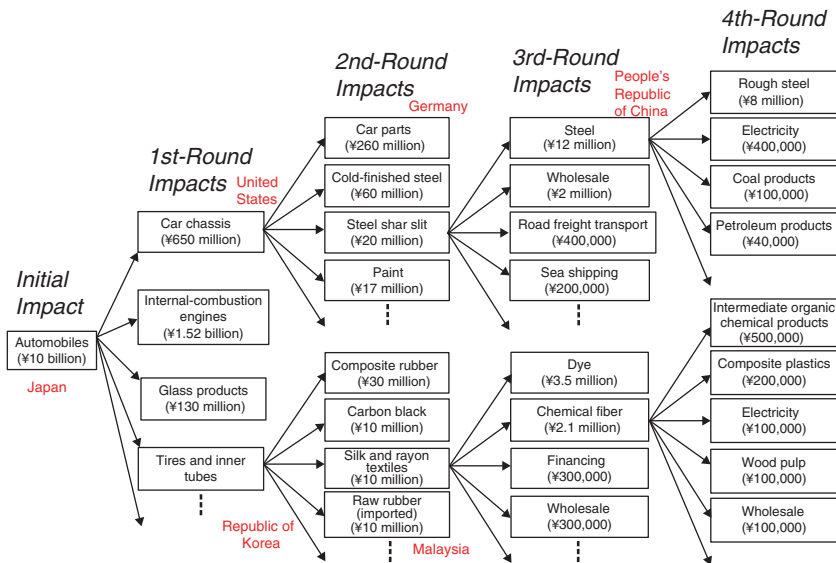 Initial
Impact
Automobiles
(¥10 billion)
Japan
1st-Round
Impacts
United
States
Car chassis
(¥650 million)
Internal-combustion
engines
(¥1.52 billion)
Glass products
(¥130 million)
Tires and inner
tubes
Republic of
Korea
2nd-Round
Impacts
Germany
Car parts
(¥260 million)
Cold-finished steel
(¥60 million)
Steel shar slit
(¥20 million)
Paint
(¥17 million)
Composite rubber
(¥30 million)
Carbon black
(¥10 million)
Silk and rayon
textiles
(¥10 million)
Raw rubber
(imported)
(¥10 million)
Malaysia
3rd-Round
Impacts
People's
Republic
of China
Steel
(¥12 million)
Wholesale
(¥2 million)
Road freight transport
(¥400,000)
Sea shipping
(¥200,000)
Dye
(¥3.5 million)
Chemical fiber
(¥2.1 million)
Financing
(¥300,000)
Wholesale
(¥300,000)
4th-Round
Impacts
Rough steel
(¥8 million)
Electricity
(¥400,000)
Coal products
(¥100,000)
Petroleum products
(¥40,000)
Intermediate organic
chemical products
(¥500,000)
Composite plastics
(¥200,000)
Electricity
(¥100,000)
Wood pulp
(¥100,000)
Wholesale
(¥100,000)